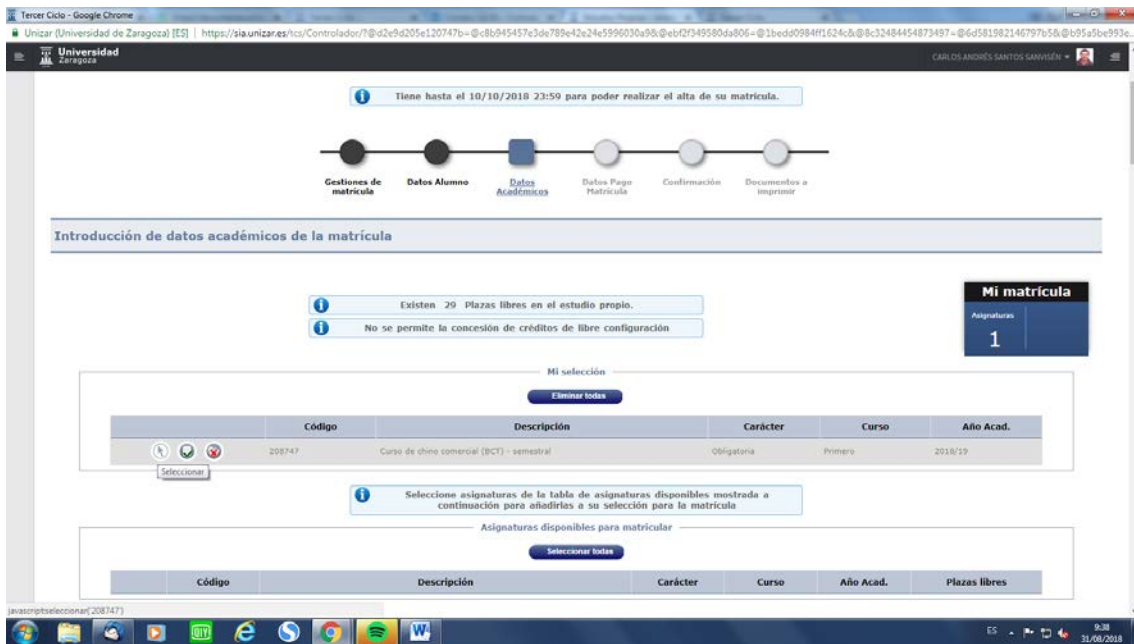 Tercer Ciclo - Google Chrome
Unizar (Universidad de Zaragoza) [ES] | https://sia.unizar.es/tcs/Controlador/?
Universidad
Zaragoza
CARLOS ANDRÉS SANTOS SANVISÉN
Tiene hasta el 10/10/2018 23:59 para poder realizar el alta de su matrícula.
Gestiones de matrícula
Datos Alumno
Datos Académicos
Datos Pago Matrícula
Confirmación
Documentos a imprimir
Introducción de datos académicos de la matrícula
Existen 29 Plazas libres en el estudio propio.
No se permite la concesión de créditos de libre configuración
Mi matrícula
Asignaturas
1
Mi selección
Eliminar todas
Código Descripción Carácter Curso Año Acad.
208747 Curso de chino comercial (BCT) - semestral Obligatoria Primero 2018/19
Seleccionar
Seleccione asignaturas de la tabla de asignaturas disponibles mostrada a
continuación para añadirlas a su selección para la matrícula
Asignaturas disponibles para matricular
Seleccionar todas
Código Descripción Carácter Curso Año Acad. Plazas libres
javascript:seleccionar('208747')
ES
9:38
31/08/2018